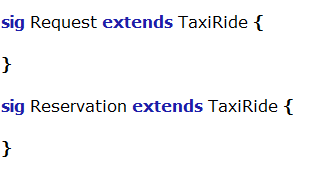 sig Request extends TaxiRide {
}
sig Reservation extends TaxiRide {
}